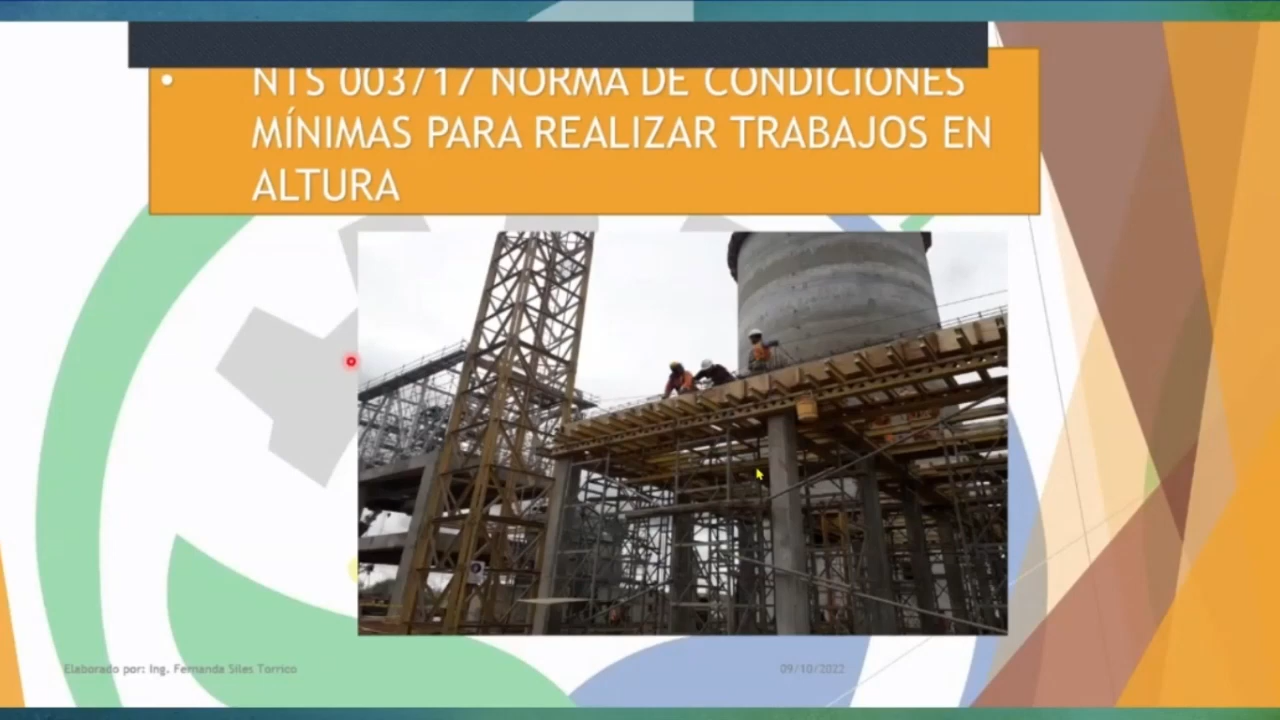 • NTS 003/17 NORMA DE CONDICIONES
MÍNIMAS PARA REALIZAR TRABAJOS EN
ALTURA
Elaborado por: Ing. Fernanda Siles Torrico
09/10/2022